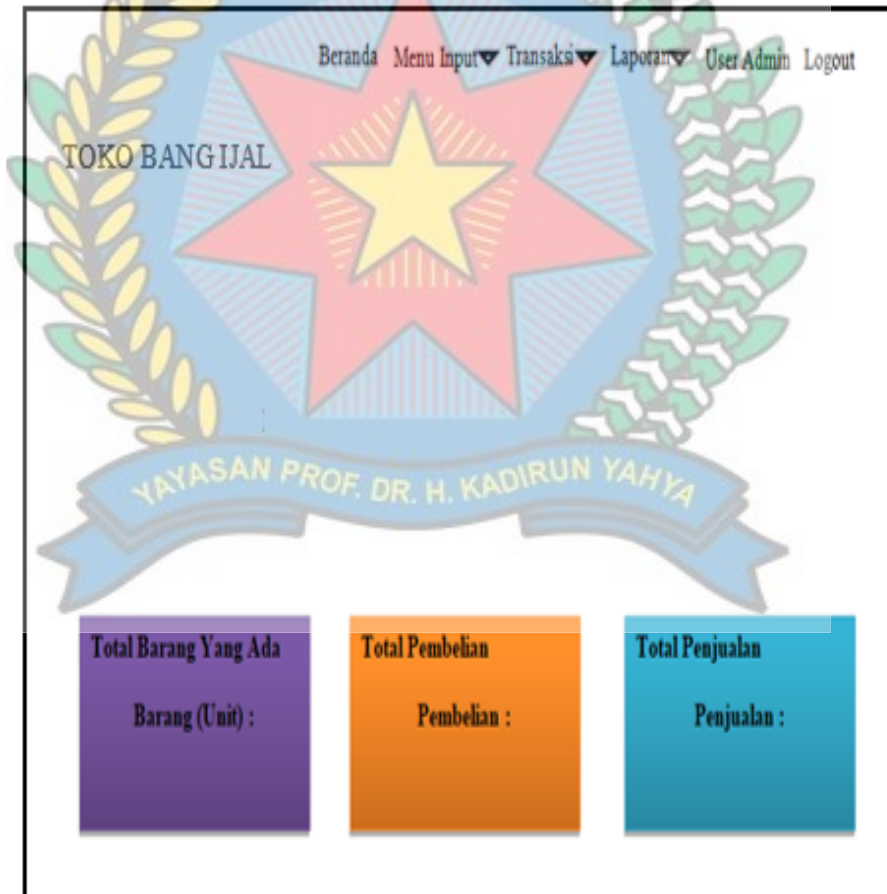 Beranda Menu Input Transaksi Laporan User Admin Logout
TOKO BANG IJAL
YAYASAN PROF. DR. H. KADIRUN YAHYA
Total Barang Yang Ada
Barang (Unit) :
Total Pembelian
Pembelian :
Total Penjualan
Penjualan :